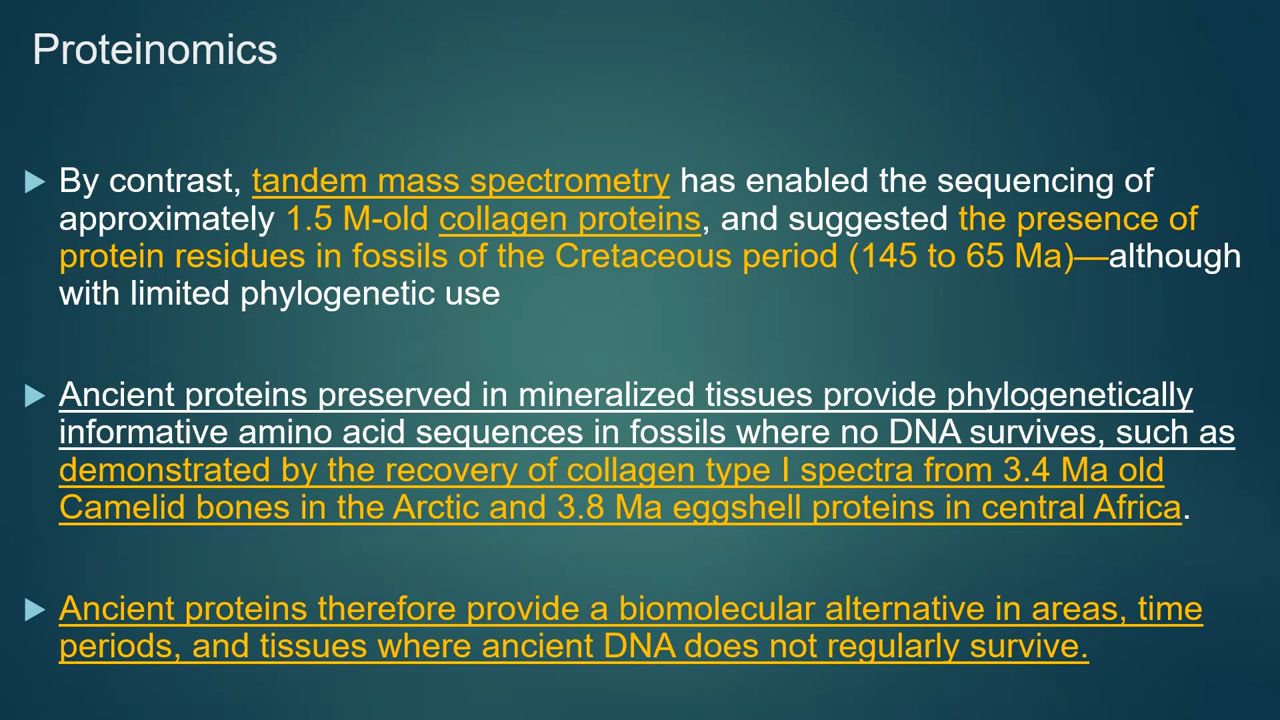 Proteinomics
By contrast, tandem mass spectrometry has enabled the sequencing of
approximately 1.5 M-old collagen proteins, and suggested the presence of
protein residues in fossils of the Cretaceous period (145 to 65 Ma)—although
with limited phylogenetic use
Ancient proteins preserved in mineralized tissues provide phylogenetically
informative amino acid sequences in fossils where no DNA survives, such as
demonstrated by the recovery of collagen type I spectra from 3.4 Ma old
Camelid bones in the Arctic and 3.8 Ma eggshell proteins in central Africa.
Ancient proteins therefore provide a biomolecular alternative in areas, time
periods, and tissues where ancient DNA does not regularly survive.